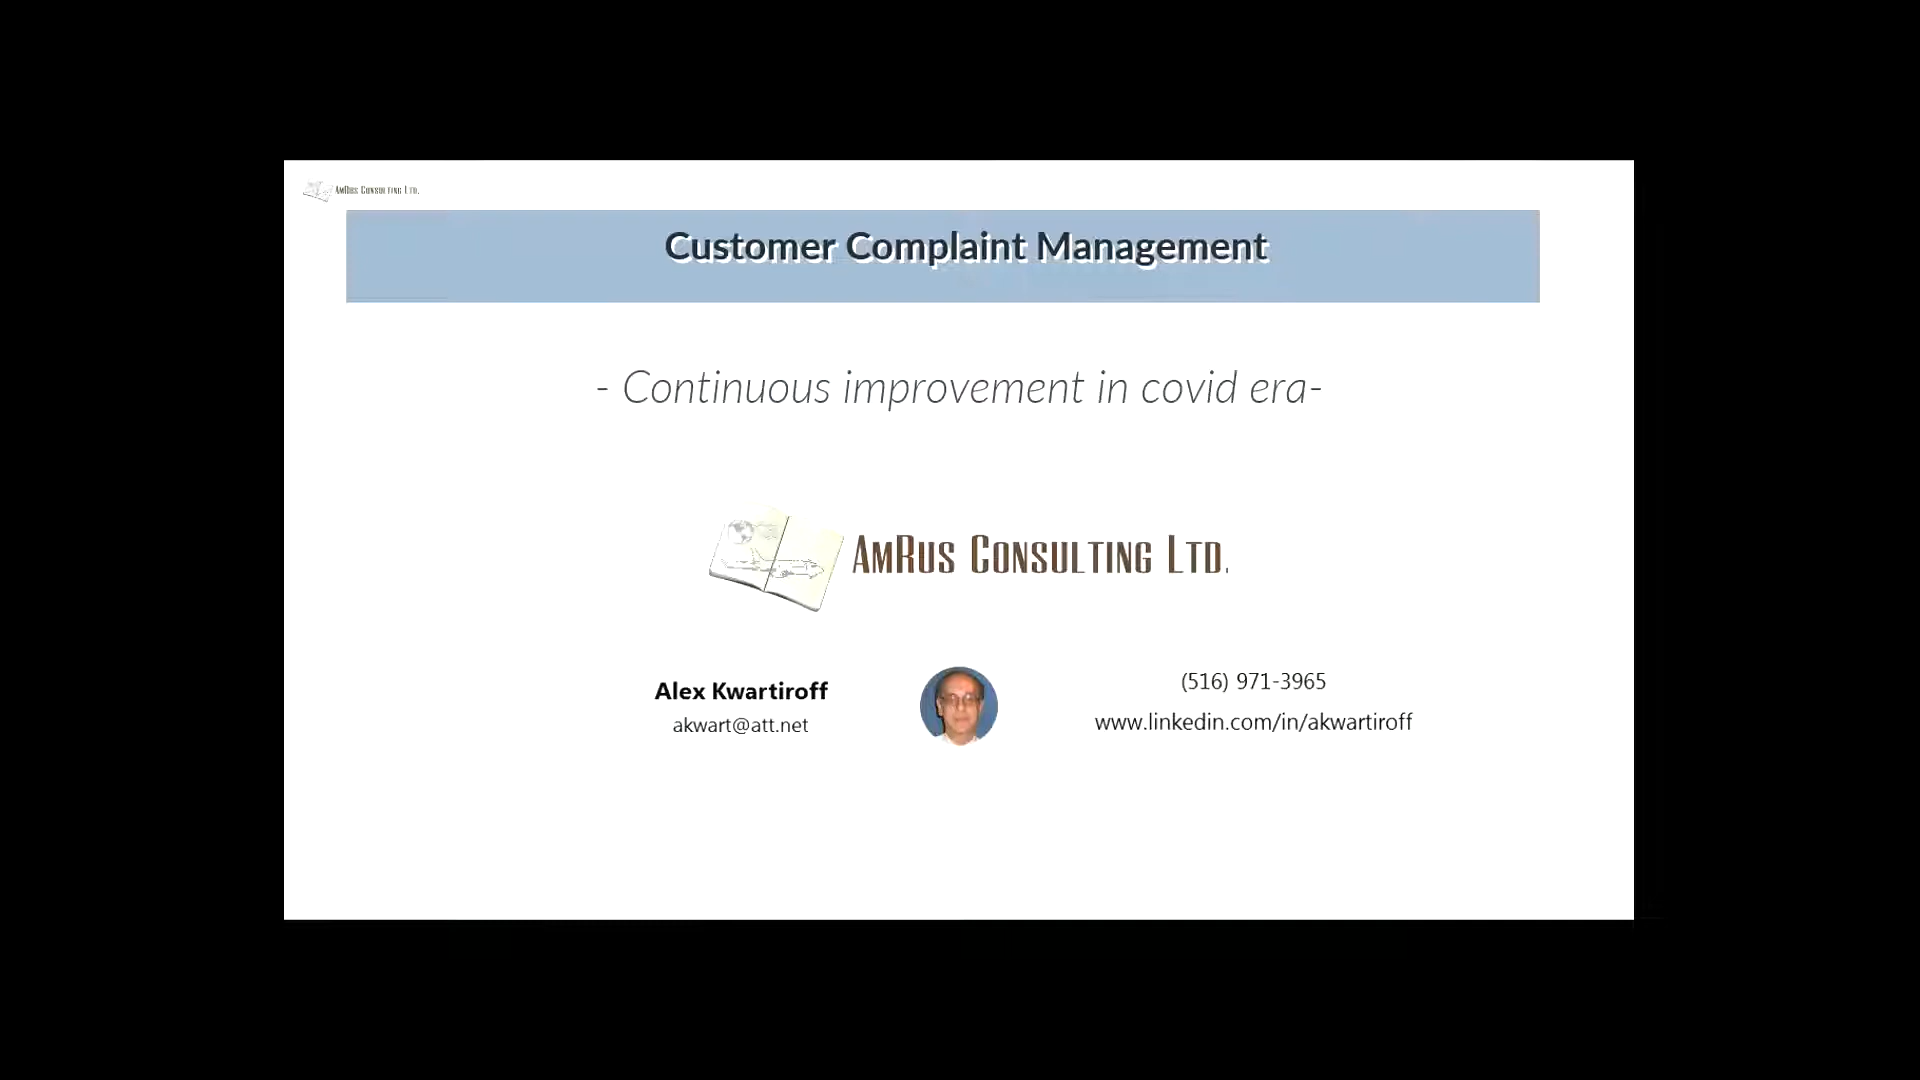 AmRus Consulting Ltd.
Customer Complaint Management
- Continuous improvement in covid era-
AmRus Consulting Ltd.
Alex Kwartiroff
akwart@att.net
(516) 971-3965
www.linkedin.com/in/akwartiroff